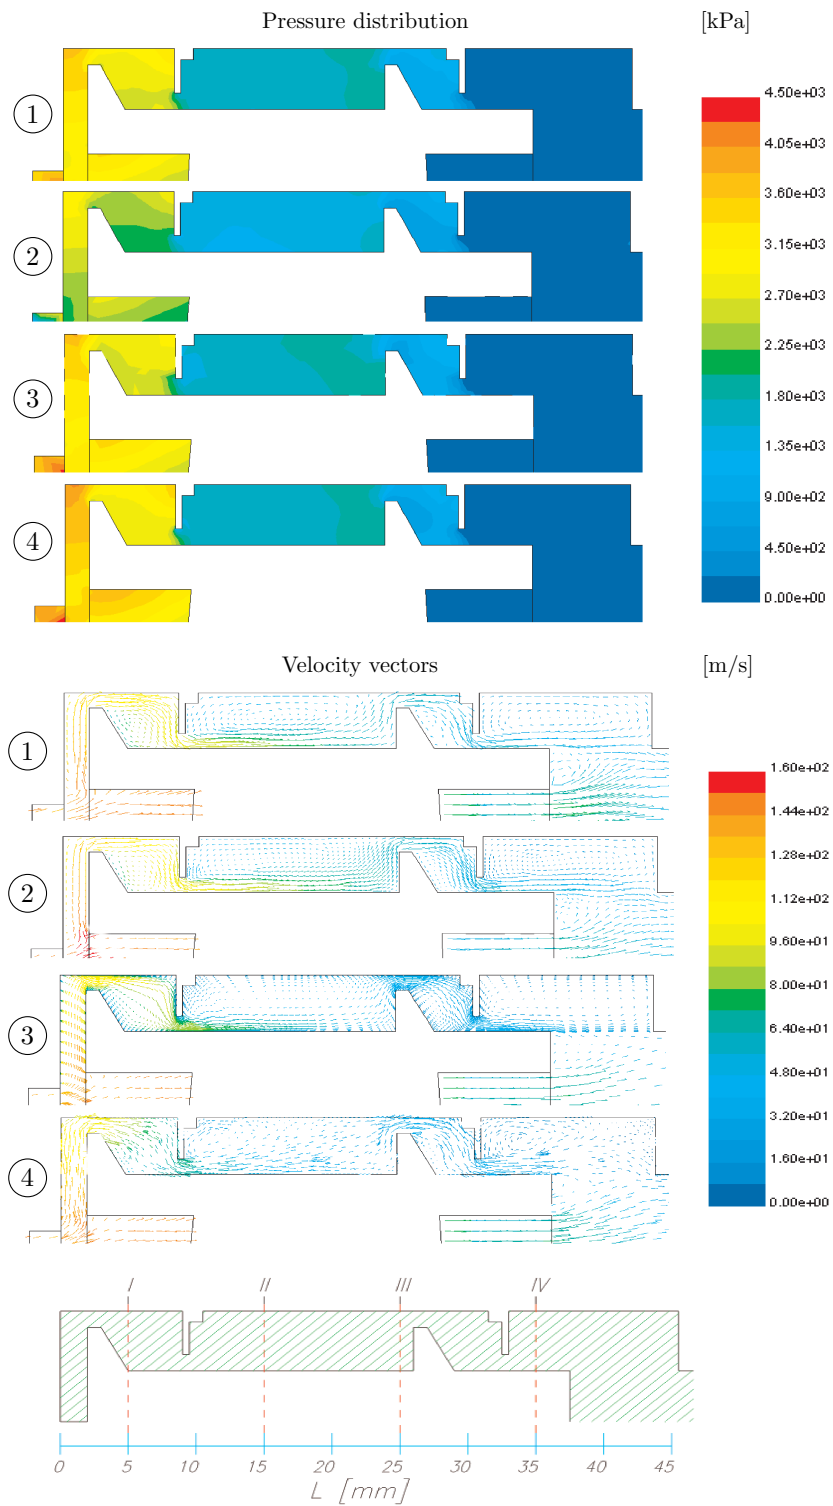 Pressure distribution [kPa]
1
2
3
4
4.50e+03
4.05e+03
3.60e+03
3.15e+03
2.70e+03
2.25e+03
1.80e+03
1.35e+03
9.00e+02
4.50e+02
0.00e+00
Velocity vectors [m/s]
1
2
3
4
1.60e+02
1.44e+02
1.28e+02
1.12e+02
9.60e+01
8.00e+01
6.40e+01
4.80e+01
3.20e+01
1.60e+01
0.00e+00
I II III IV
0 5 10 15 20 25 30 35 40 45
L [mm]